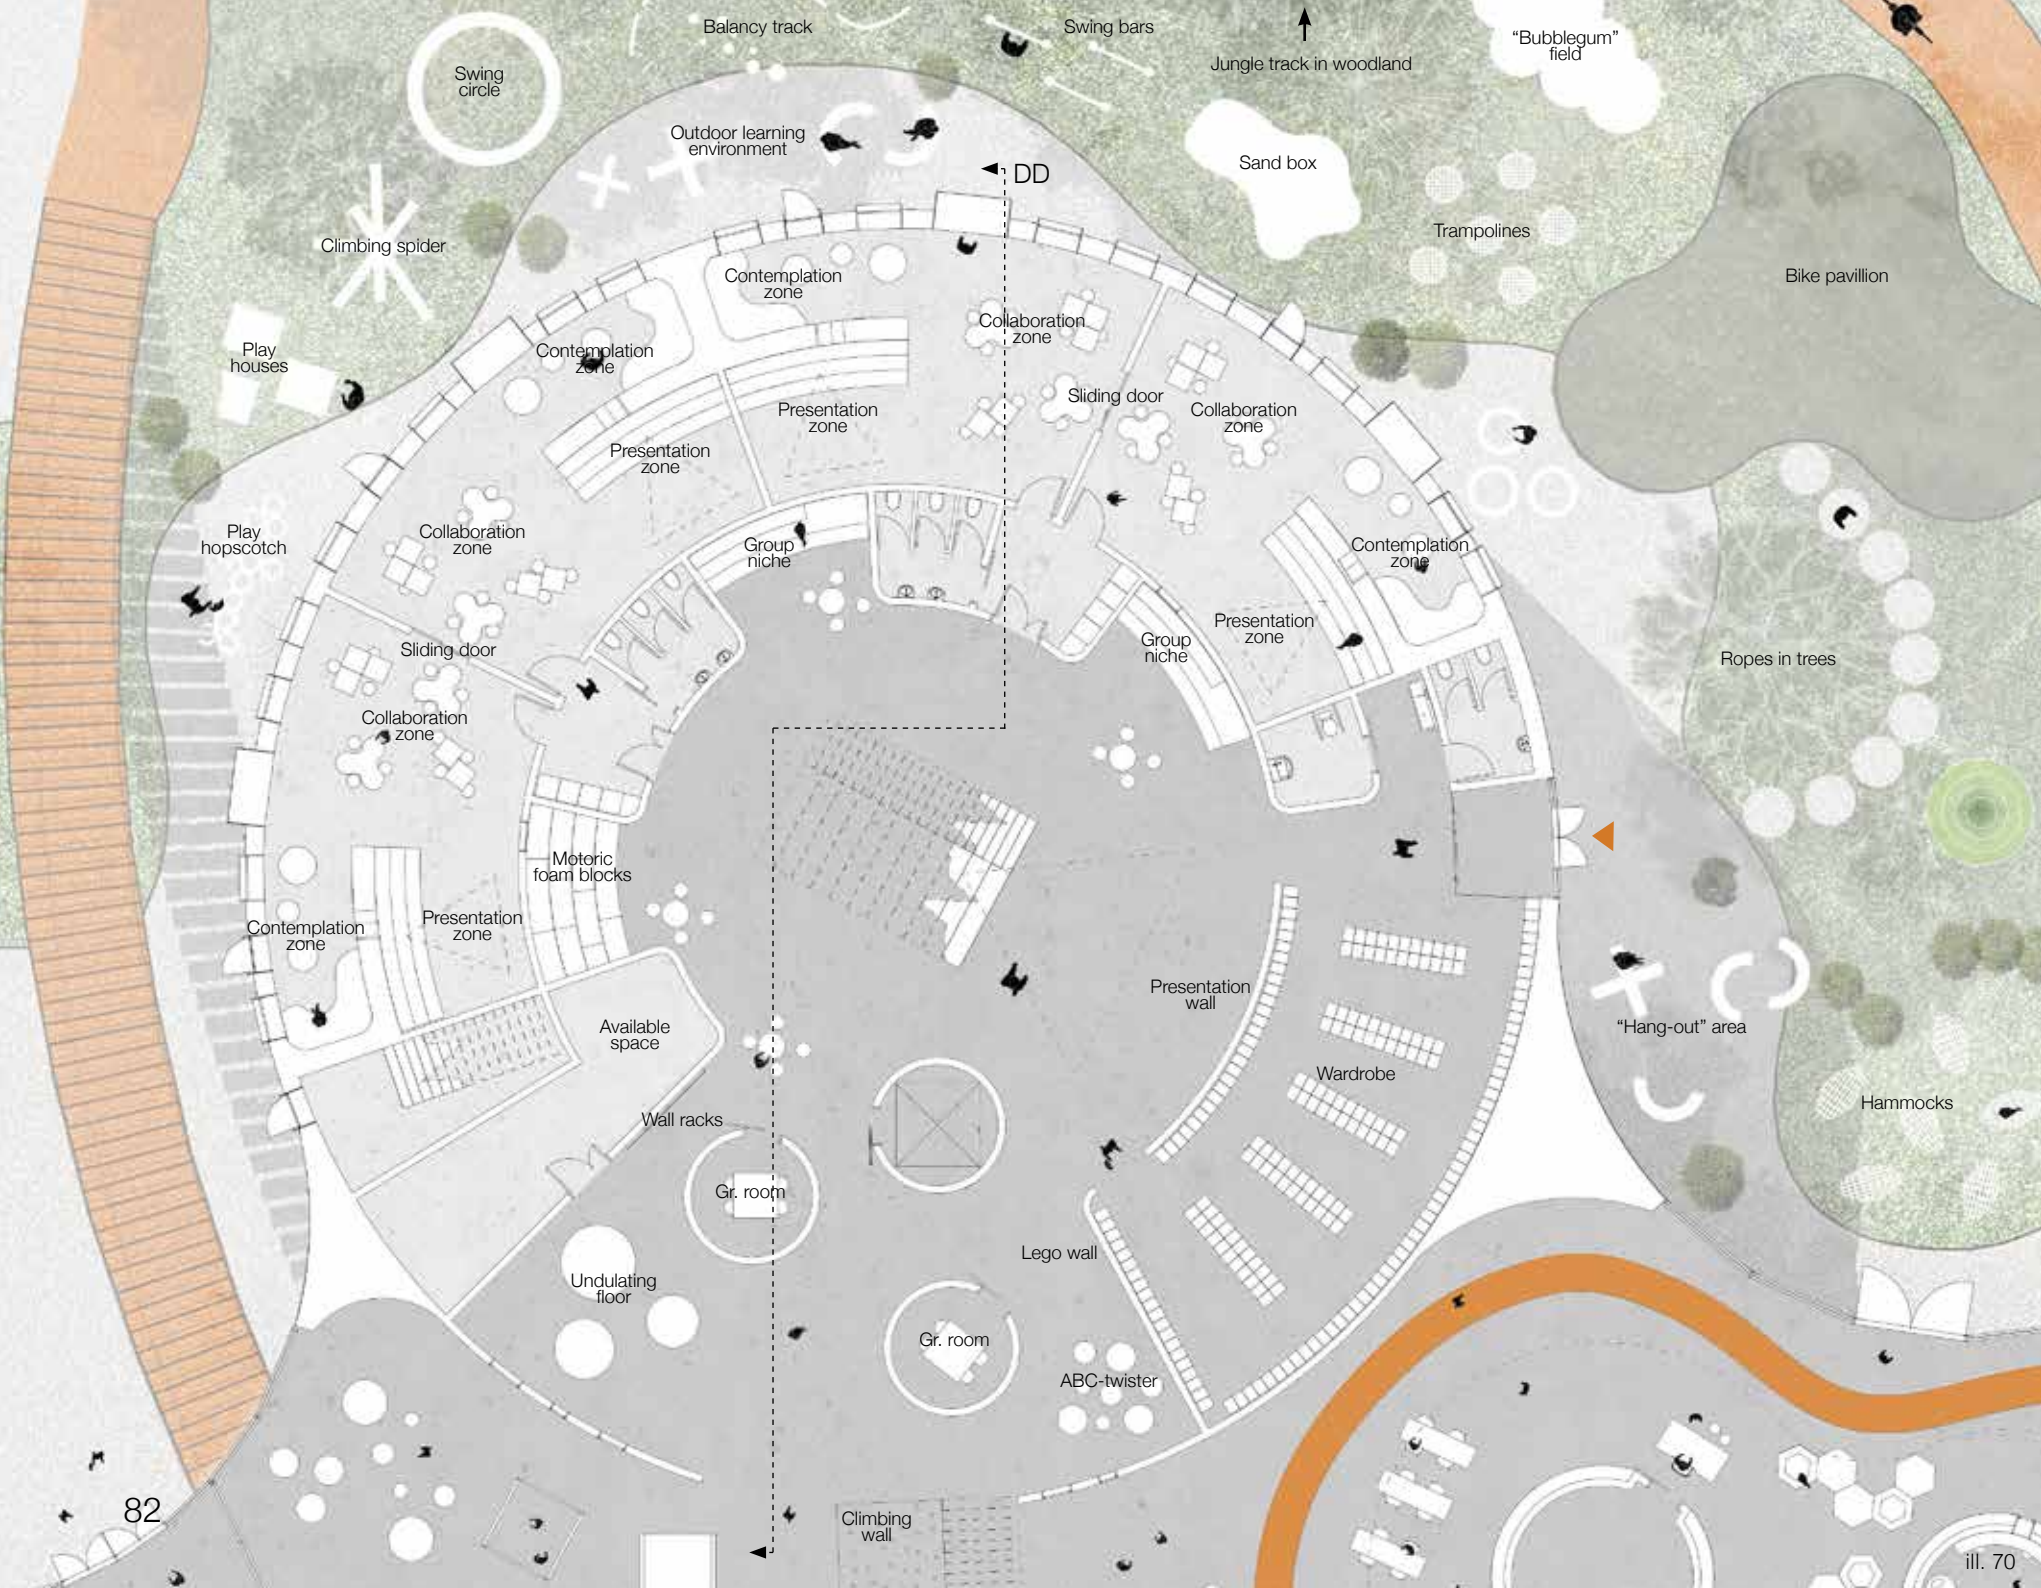 Balancy track
Swing bars
"Bubblegum"
field
Jungle track in woodland
Swing
circle
Outdoor learning
environment
Sand box
DD
Trampolines
Climbing spider
Bike pavillion
Contemplation
zone
Collaboration
zone
Play
houses
Contemplation
zone
Sliding door
Presentation
zone
Collaboration
zone
Presentation
zone
Play
hopscotch
Collaboration
zone
Group
niche
Contemplation
zone
Presentation
zone
Group
niche
Sliding door
Ropes in trees
Collaboration
zone
Motoric
foam blocks
Presentation
zone
Contemplation
zone
Presentation
wall
Available
space
"Hang-out" area
Wardrobe
Hammocks
Wall racks
Gr. room
Lego wall
Undulating
floor
Gr. room
ABC-twister
82
Climbing
wall
ill. 70